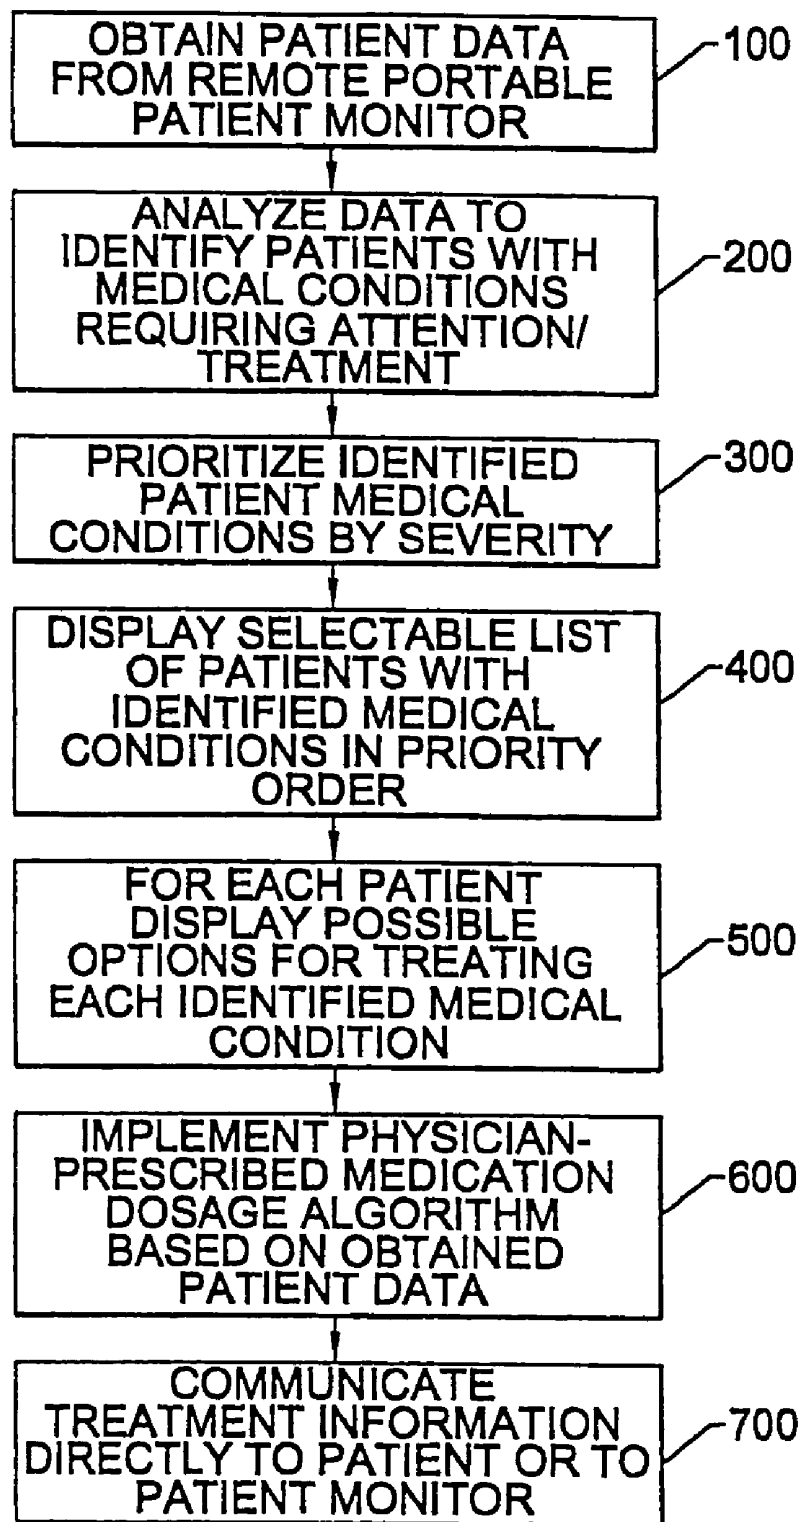 OBTAIN PATIENT DATA
FROM REMOTE PORTABLE
PATIENT MONITOR
100
ANALYZE DATA TO
IDENTIFY PATIENTS WITH
MEDICAL CONDITIONS
REQUIRING ATTENTION/
TREATMENT
200
PRIORITIZE IDENTIFIED
PATIENT MEDICAL
CONDITIONS BY SEVERITY
300
DISPLAY SELECTABLE LIST
OF PATIENTS WITH
IDENTIFIED MEDICAL
CONDITIONS IN PRIORITY
ORDER
400
FOR EACH PATIENT
DISPLAY POSSIBLE
OPTIONS FOR TREATING
EACH IDENTIFIED MEDICAL
CONDITION
500
IMPLEMENT PHYSICIAN-
PRESCRIBED MEDICATION
DOSAGE ALGORITHM
BASED ON OBTAINED
PATIENT DATA
600
COMMUNICATE
TREATMENT INFORMATION
DIRECTLY TO PATIENT OR TO
PATIENT MONITOR
700